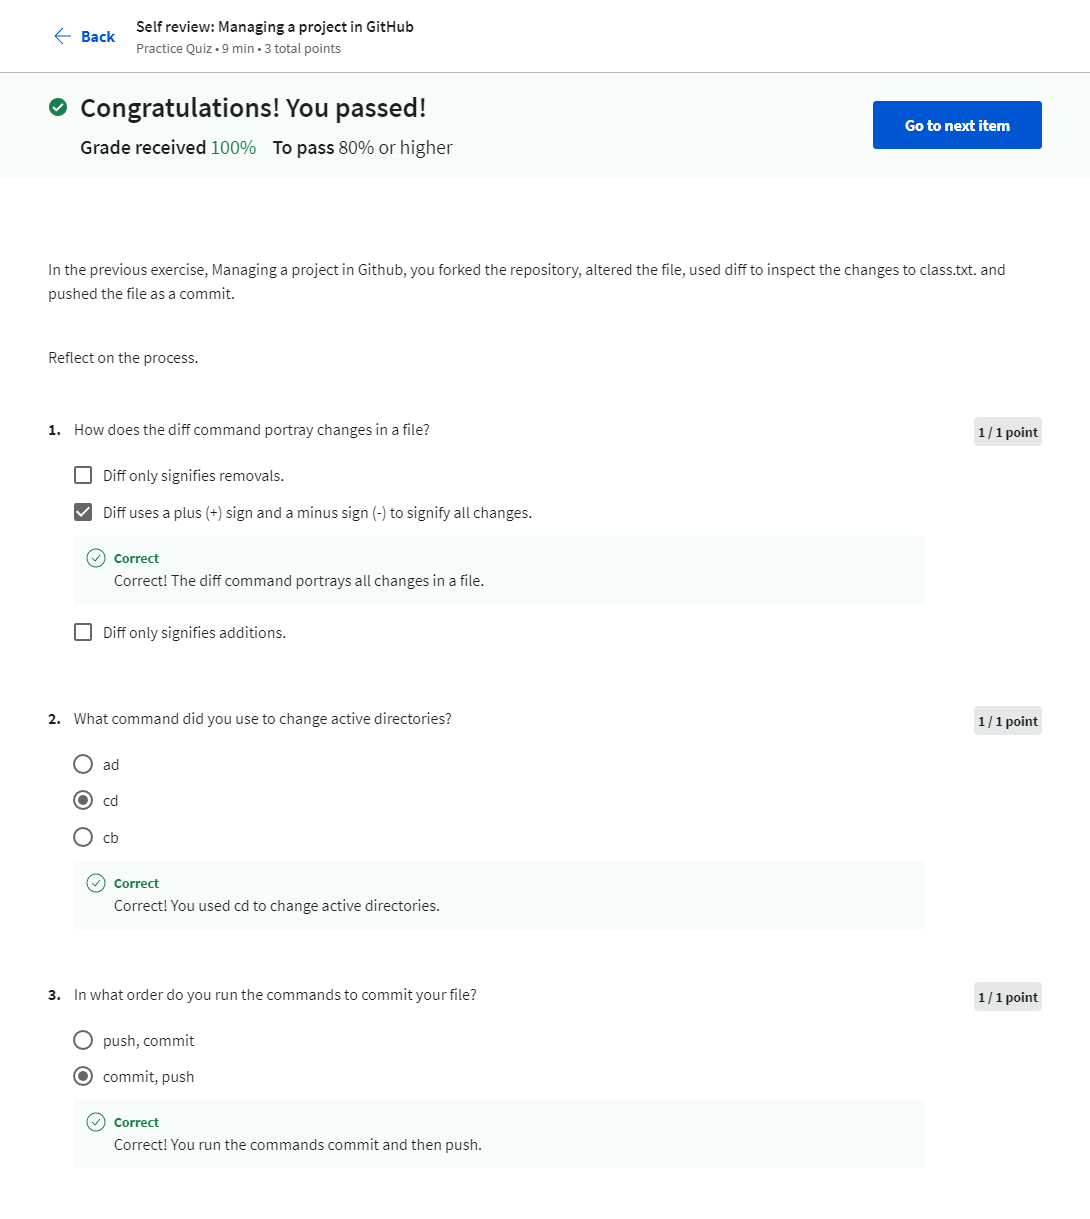 Back
Self review: Managing a project in GitHub
Practice Quiz • 9 min • 3 total points
Congratulations! You passed!
Grade received 100% To pass 80% or higher
Go to next item
In the previous exercise, Managing a project in Github, you forked the repository, altered the file, used diff to inspect the changes to class.txt. and
pushed the file as a commit.
Reflect on the process.
1. How does the diff command portray changes in a file?
1 / 1 point
Diff only signifies removals.
Diff uses a plus (+) sign and a minus sign (-) to signify all changes.
Correct
Correct! The diff command portrays all changes in a file.
Diff only signifies additions.
2. What command did you use to change active directories?
1 / 1 point
ad
cd
cb
Correct
Correct! You used cd to change active directories.
3. In what order do you run the commands to commit your file?
1 / 1 point
push, commit
commit, push
Correct
Correct! You run the commands commit and then push.